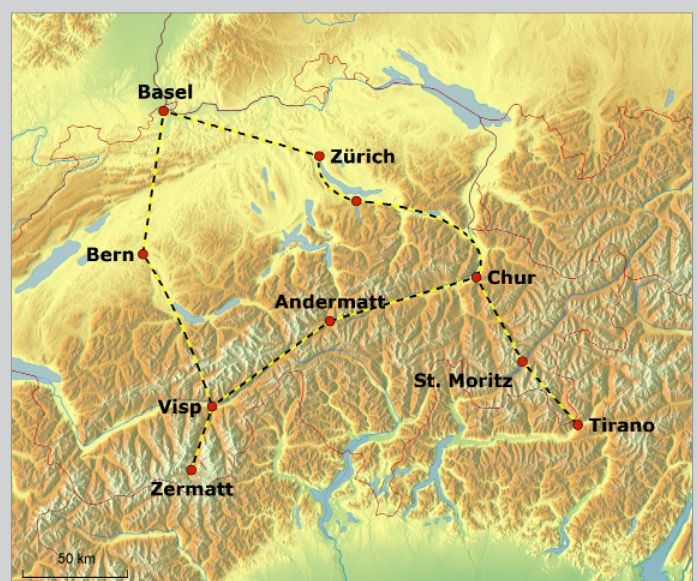 Basel
Zürich
Bern
Chur
Andermatt
St. Moritz
Visp
Tirano
Zermatt
50 km